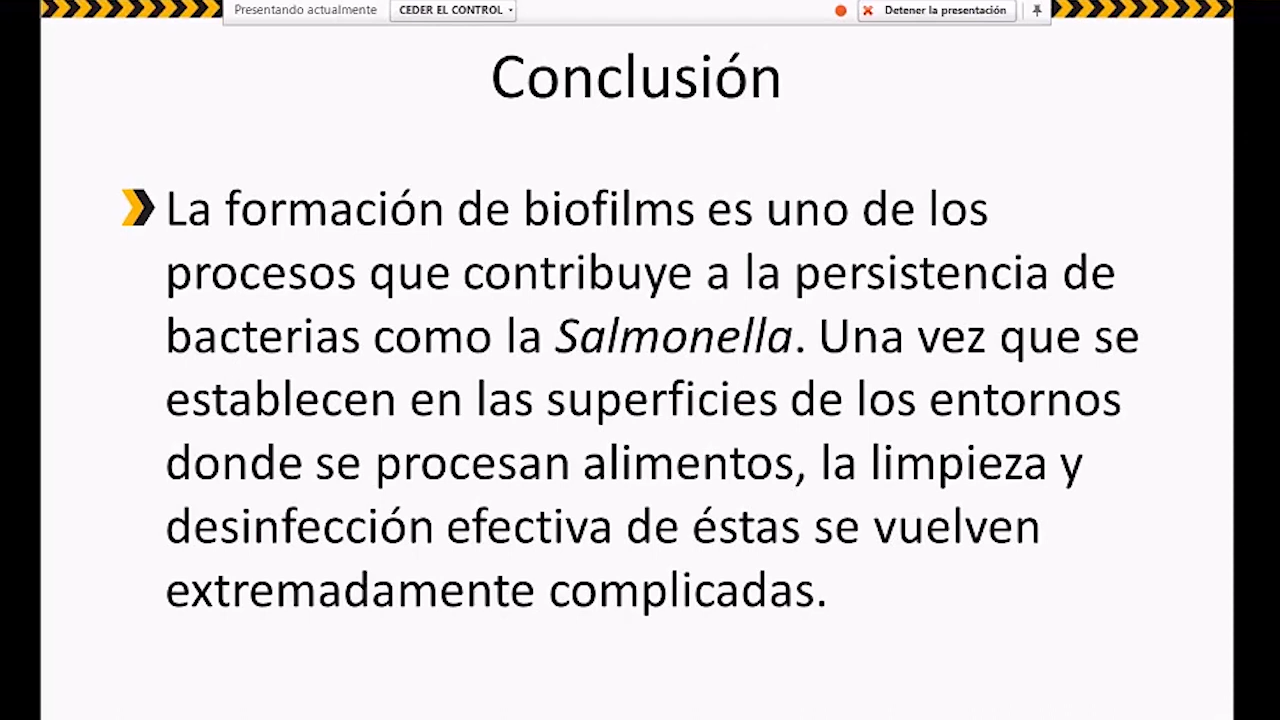 Presentando actualmente CEDER EL CONTROL Detener la presentación
Conclusión
La formación de biofilms es uno de los
procesos que contribuye a la persistencia de
bacterias como la Salmonella. Una vez que se
establecen en las superficies de los entornos
donde se procesan alimentos, la limpieza y
desinfección efectiva de éstas se vuelven
extremadamente complicadas.